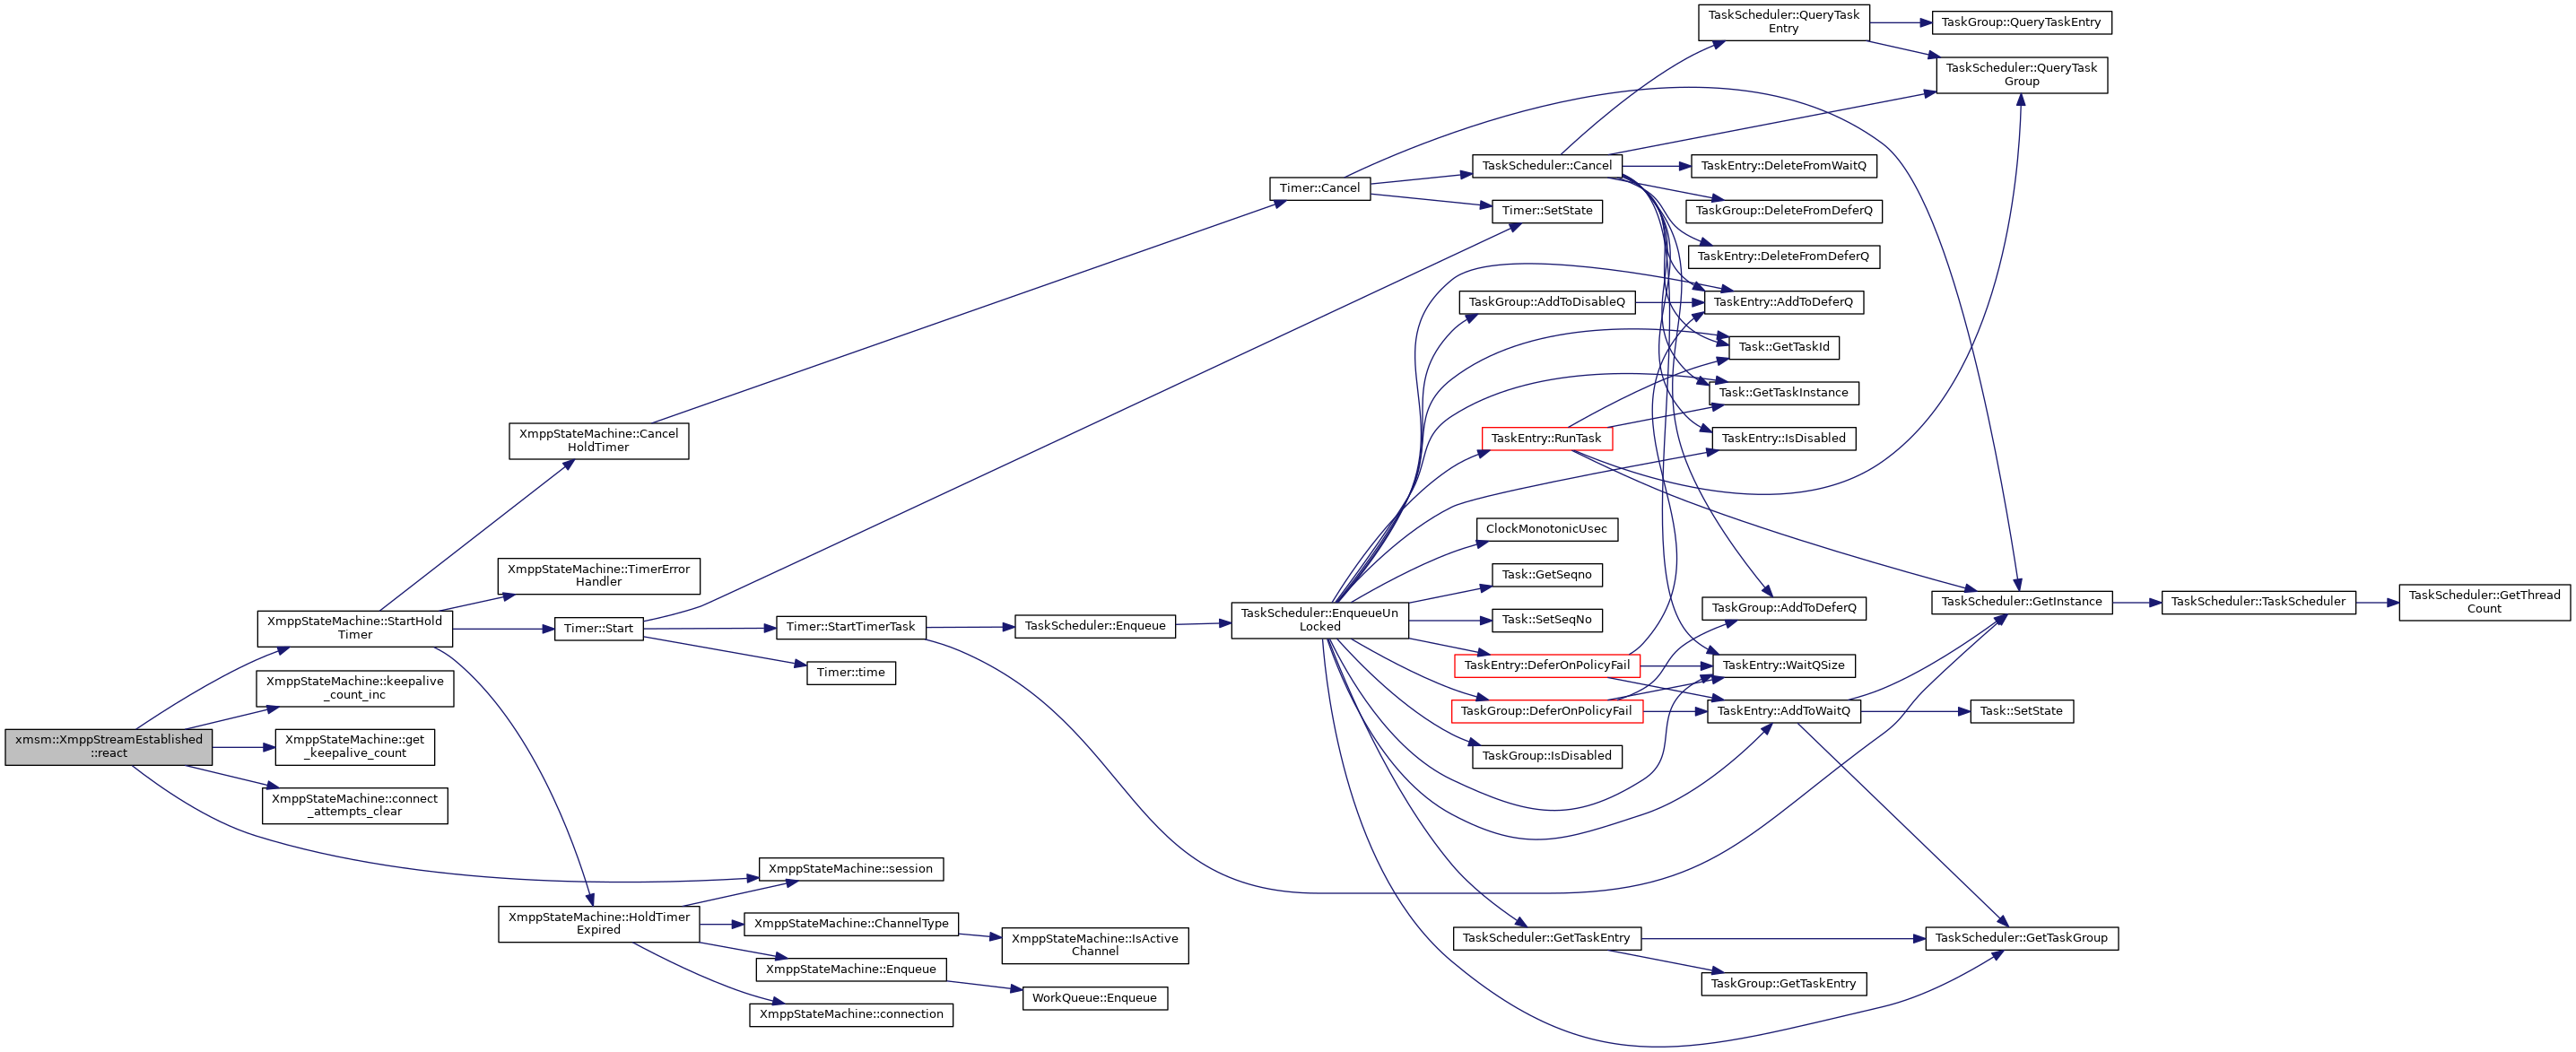 TaskScheduler::QueryTask
Entry
TaskGroup::QueryTaskEntry
TaskScheduler::QueryTask
Group
TaskScheduler::Cancel
TaskEntry::DeleteFromWaitQ
Timer::Cancel
Timer::SetState
TaskGroup::DeleteFromDeferQ
TaskEntry::DeleteFromDeferQ
TaskGroup::AddToDisableQ
TaskEntry::AddToDeferQ
Task::GetTaskId
Task::GetTaskInstance
XmppStateMachine::Cancel
HoldTimer
TaskEntry::RunTask
TaskEntry::IsDisabled
ClockMonotonicUsec
XmppStateMachine::TimerError
Handler
Task::GetSeqno
TaskScheduler::GetInstance
TaskScheduler::TaskScheduler
TaskScheduler::GetThread
Count
TaskGroup::AddToDeferQ
XmppStateMachine::StartHold
Timer
Timer::Start
Timer::StartTimerTask
TaskScheduler::Enqueue
TaskScheduler::EnqueueUn
Locked
Task::SetSeqNo
Timer::time
TaskEntry::DeferOnPolicyFail
TaskEntry::WaitQSize
XmppStateMachine::keepalive
_count_inc
TaskGroup::DeferOnPolicyFail
TaskEntry::AddToWaitQ
Task::SetState
xmsm::XmppStreamEstablished
::react
XmppStateMachine::get
_keepalive_count
TaskGroup::IsDisabled
XmppStateMachine::connect
_attempts_clear
XmppStateMachine::session
XmppStateMachine::HoldTimer
Expired
XmppStateMachine::ChannelType
XmppStateMachine::IsActive
Channel
TaskScheduler::GetTaskEntry
TaskScheduler::GetTaskGroup
XmppStateMachine::Enqueue
TaskGroup::GetTaskEntry
WorkQueue::Enqueue
XmppStateMachine::connection